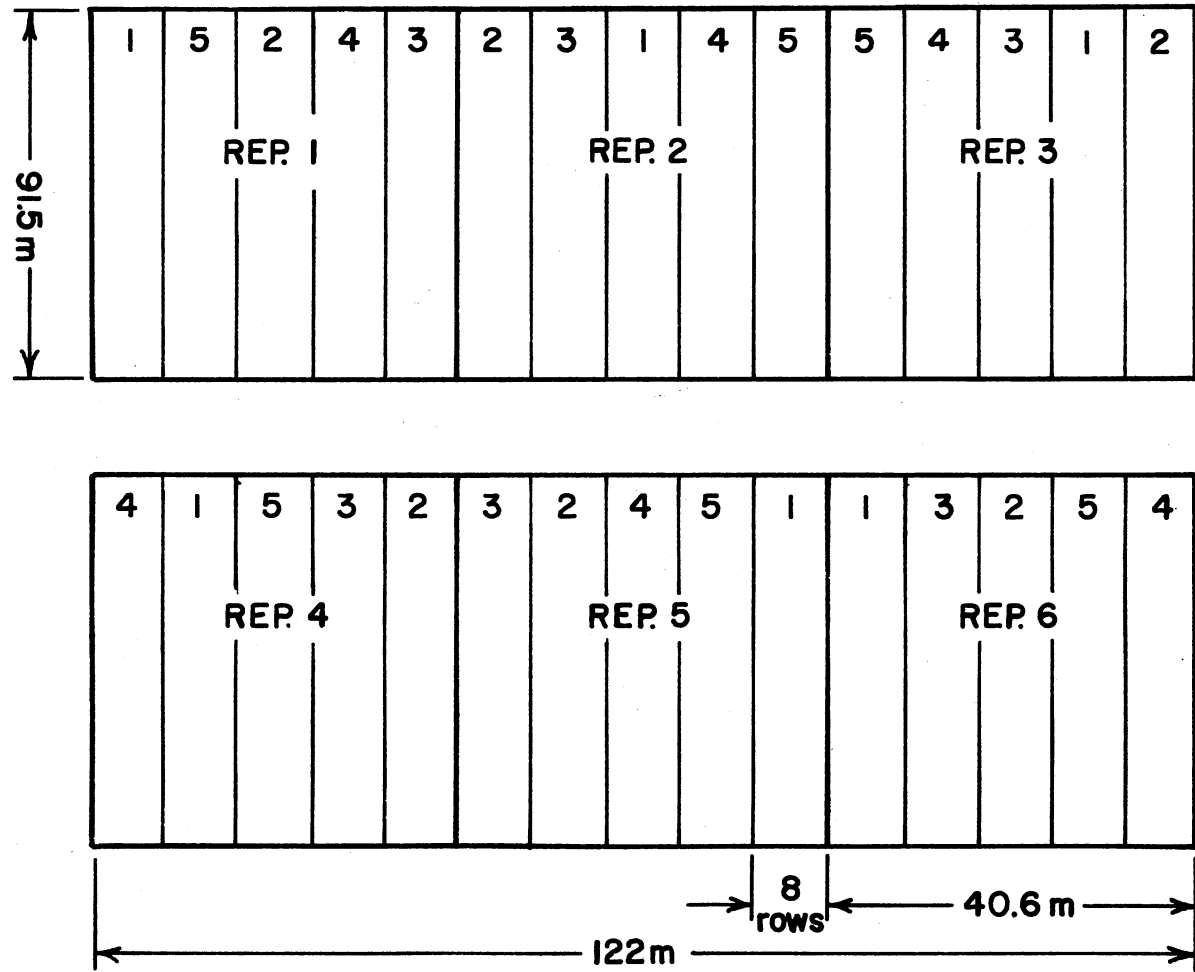 1 5 2 4 3 2 3 1 4 5 5 4 3 1 2
REP. 1 REP. 2 REP. 3
91.5 m
4 1 5 3 2 3 2 4 5 1 1 3 2 5 4
REP. 4 REP. 5 REP. 6
8
rows
40.6 m
122 m